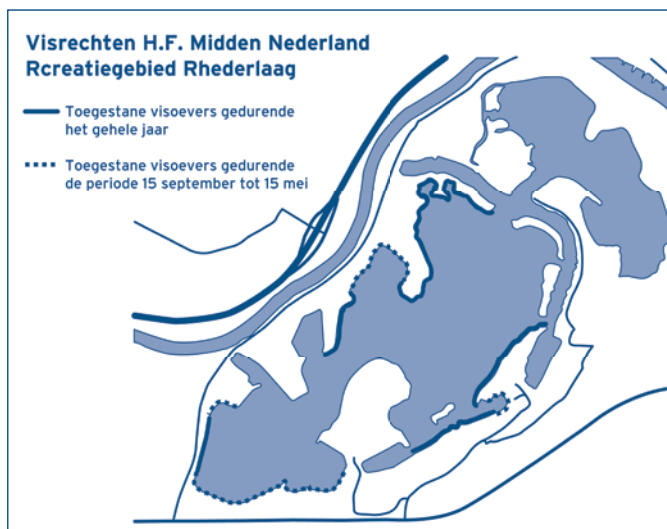 Visrechten H.F. Midden Nederland
Rcreatiegebied Rhederlaag
Toegestane visoevers gedurende
het gehele jaar
Toegestane visoevers gedurende
de periode 15 september tot 15 mei